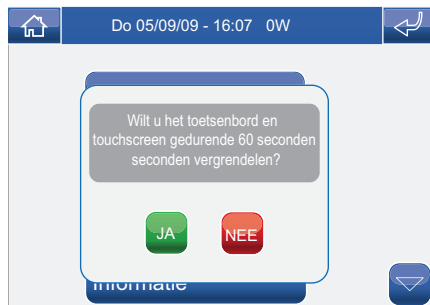 Do 05/09/09 - 16:07 0W
Wilt u het toetsenbord en
touchscreen gedurende 60 seconden
seconden vergrendelen?
JA
NEE
Informatie